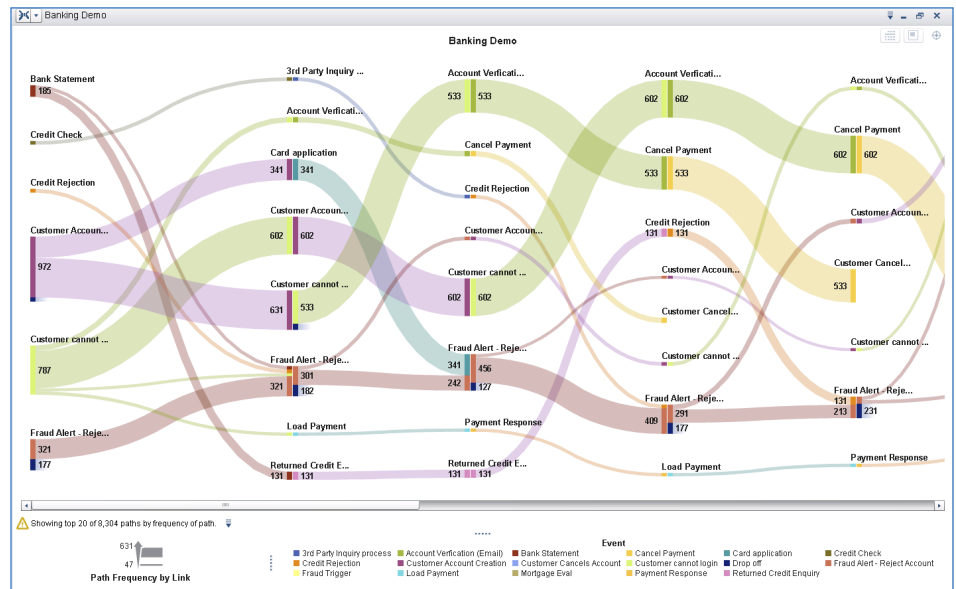 Banking Demo
Banking Demo
Bank Statement
185
Credit Check
Credit Rejection
Customer Accoun...
972
Customer cannot ...
787
Fraud Alert - Reje...
321
177
3rd Party Inquiry ...
Account Verficati...
Card application
341 341
Customer Accoun...
602 602
Customer cannot ...
631 533
Fraud Alert - Reje...
321 301
182
Load Payment
Returned Credit E...
131 131
Account Verficati...
533 533
Cancel Payment
Credit Rejection
Customer Accoun...
Customer cannot ...
602 602
Fraud Alert - Reje...
341 456
242 127
Payment Response
Returned Credit E...
131 131
Account Verficati...
602 602
Cancel Payment
533 533
Credit Rejection
131 131
Customer Accoun...
Customer Cancel...
Customer cannot ...
Fraud Alert - Reje...
409 291
177
Load Payment
Account Verficati...
Cancel Payment
602 602
Customer Accoun...
Customer Cancel...
533
Customer cannot ...
Fraud Alert - Reje...
131
213 231
Payment Response
Showing top 20 of 8,304 paths by frequency of path.
631
47
Path Frequency by Link
Event
3rd Party Inquiry process Account Verfication (Email) Bank Statement Cancel Payment Card application Credit Check
Credit Rejection Customer Account Creation Customer Cancels Account Customer cannot login Drop off Fraud Alert - Reject Account
Fraud Trigger Load Payment Mortgage Eval Payment Response Returned Credit Enquiry